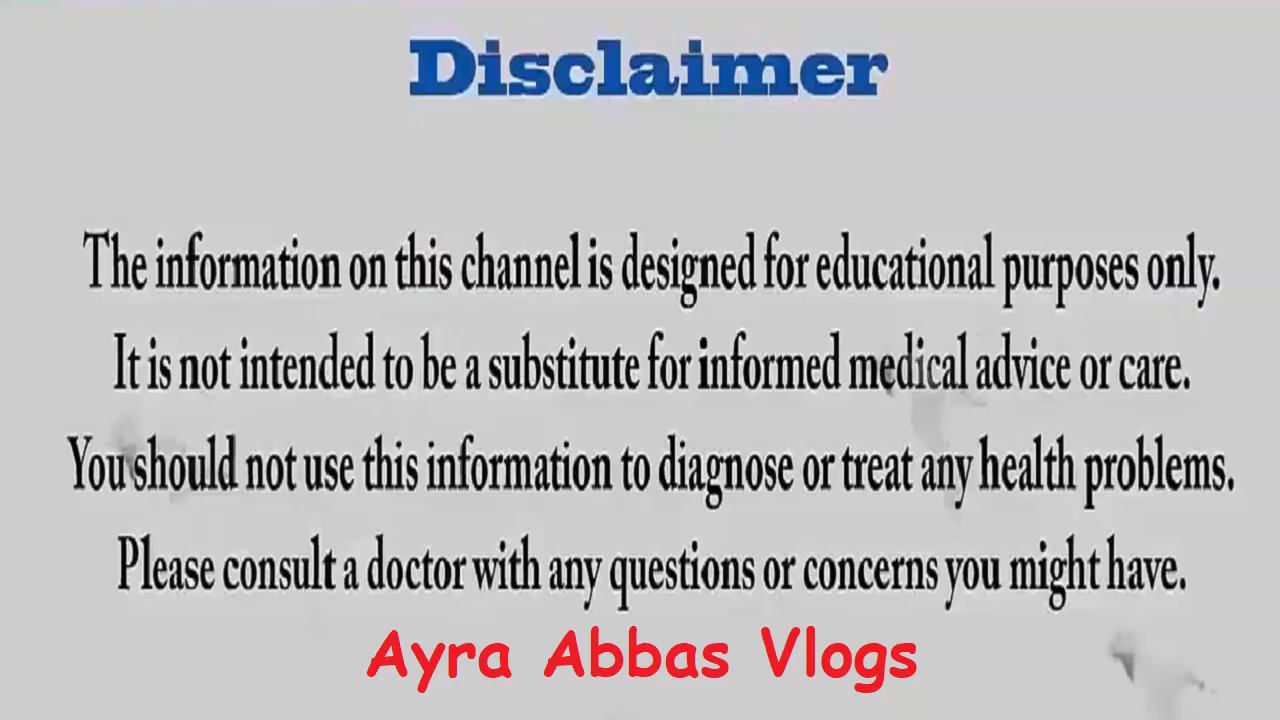 Disclaimer
The information on this channel is designed for educational purposes only.
It is not intended to be a substitute for informed medical advice or care.
You should not use this information to diagnose or treat any health problems.
Please consult a doctor with any questions or concerns you might have.
Ayra Abbas Vlogs